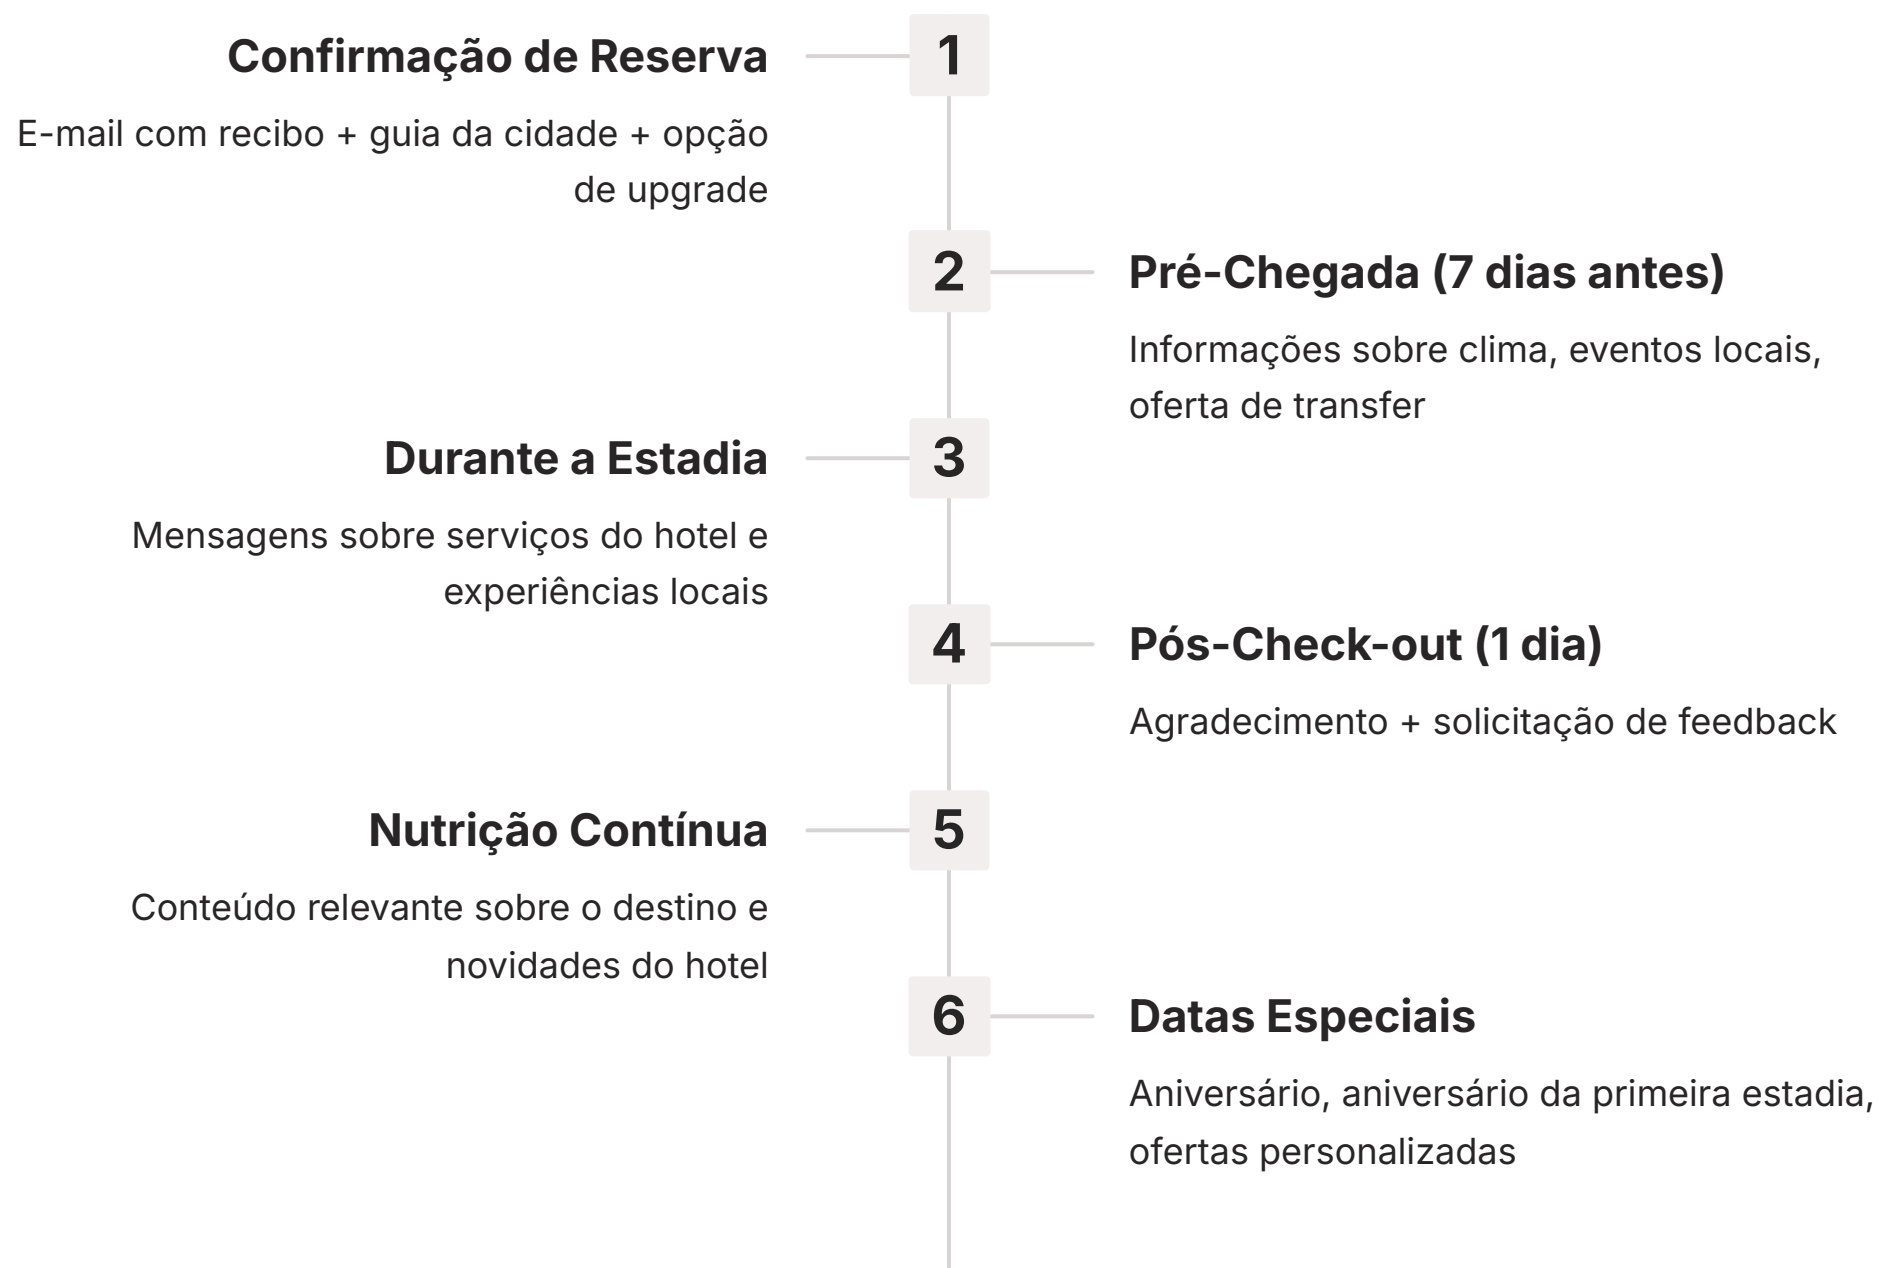 1
Confirmação de Reserva
E-mail com recibo + guia da cidade + opção
de upgrade
2
Pré-Chegada (7 dias antes)
Informações sobre clima, eventos locais,
oferta de transfer
3
Durante a Estadia
Mensagens sobre serviços do hotel e
experiências locais
4
Pós-Check-out (1 dia)
Agradecimento + solicitação de feedback
5
Nutrição Contínua
Conteúdo relevante sobre o destino e
novidades do hotel
6
Datas Especiais
Aniversário, aniversário da primeira estadia,
ofertas personalizadas